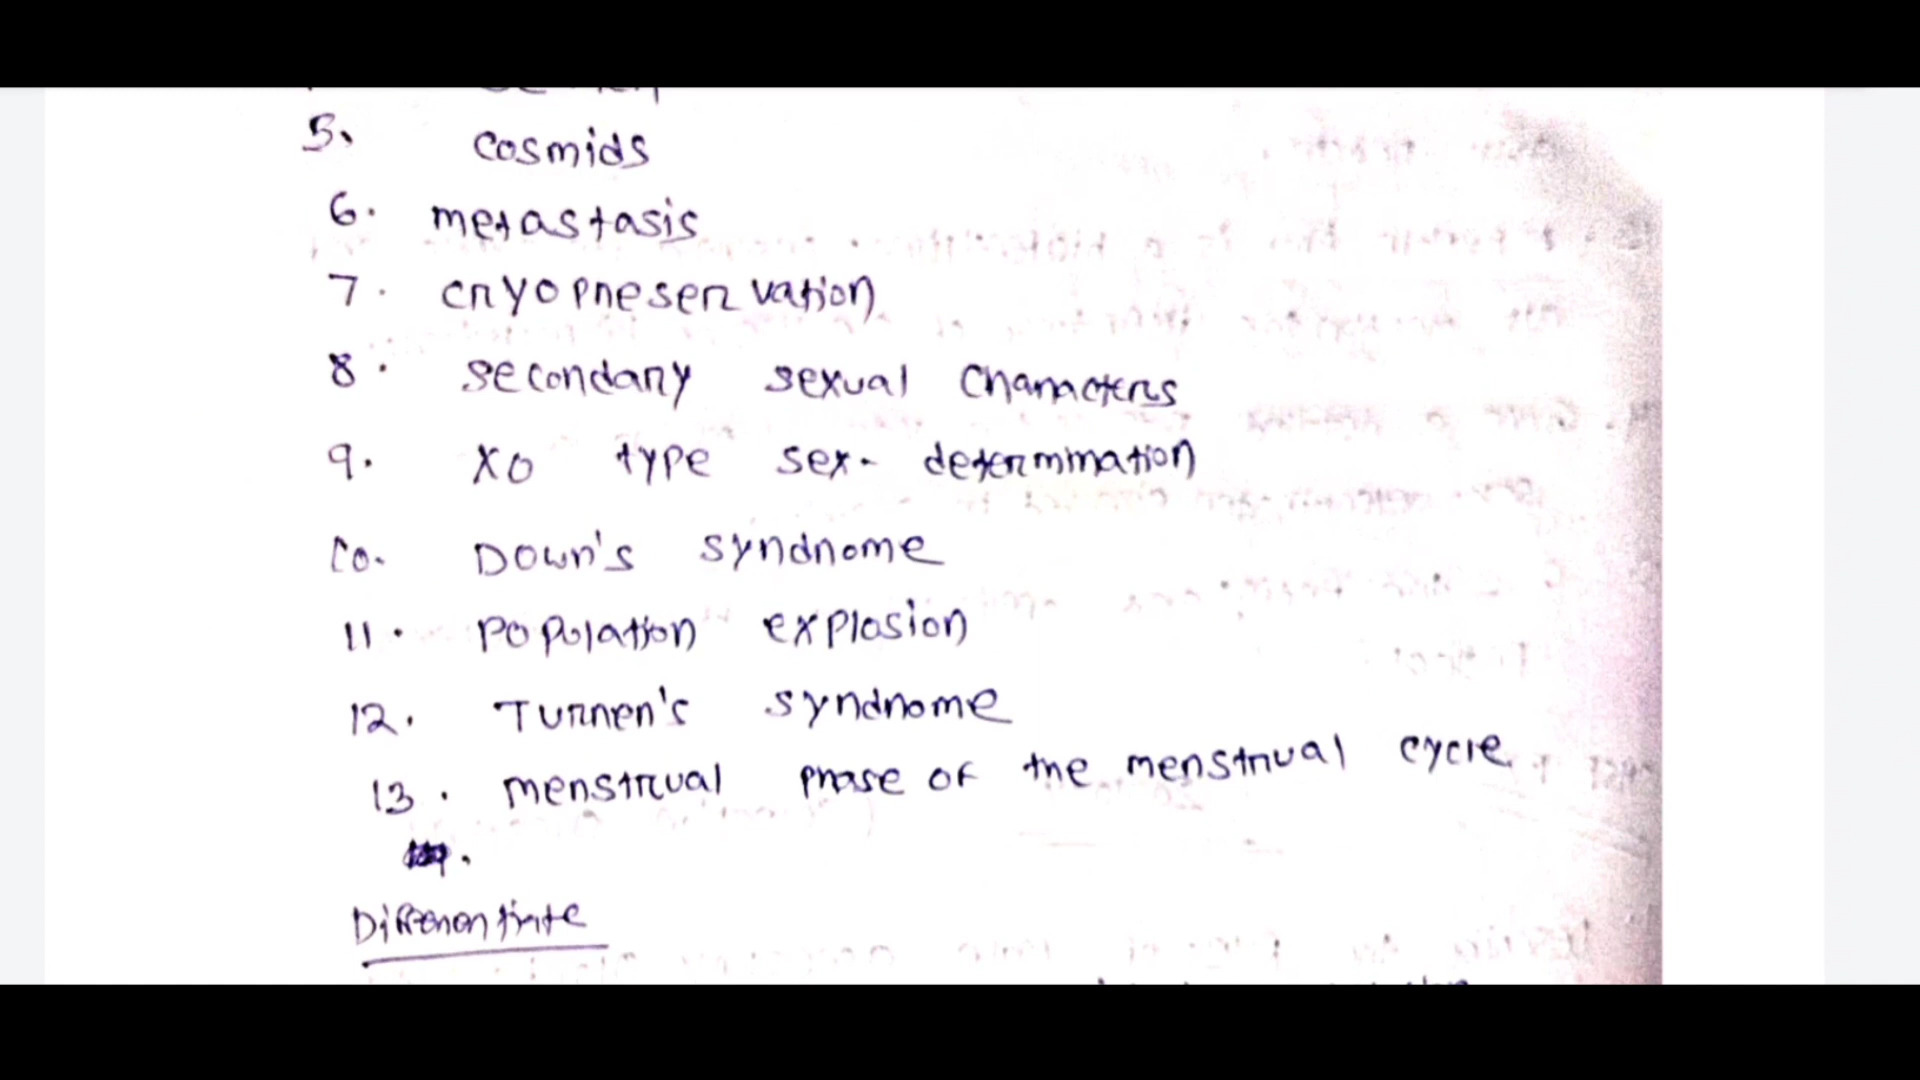 5. Cosmids
6. metastasis
7. cryopreservation
8. secondary sexual characters
9. XO type sex- determination
10. Down's syndrome
11. Population explosion
12. Turner's syndrome
13. menstrual phase of the menstrual cycle
Differentiate